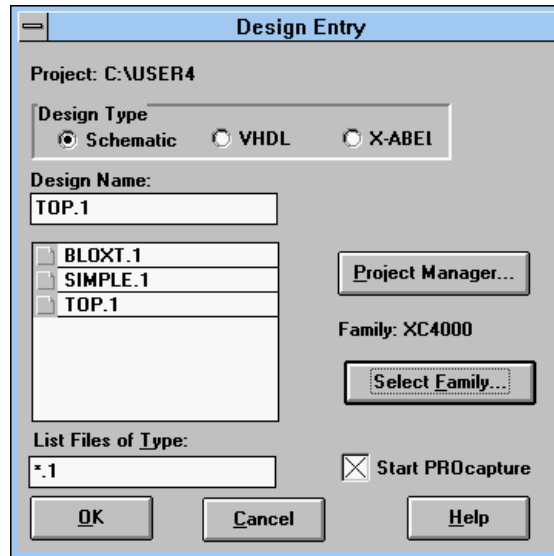 Design Entry
Project: C:\USER4
Design Type
Schematic VHDL X-ABEL
Design Name:
TOP.1
BLOXT.1
SIMPLE.1
TOP.1
Project Manager...
Family: XC4000
Select Family...
List Files of Type:
*.1
Start PROcapture
OK Cancel Help